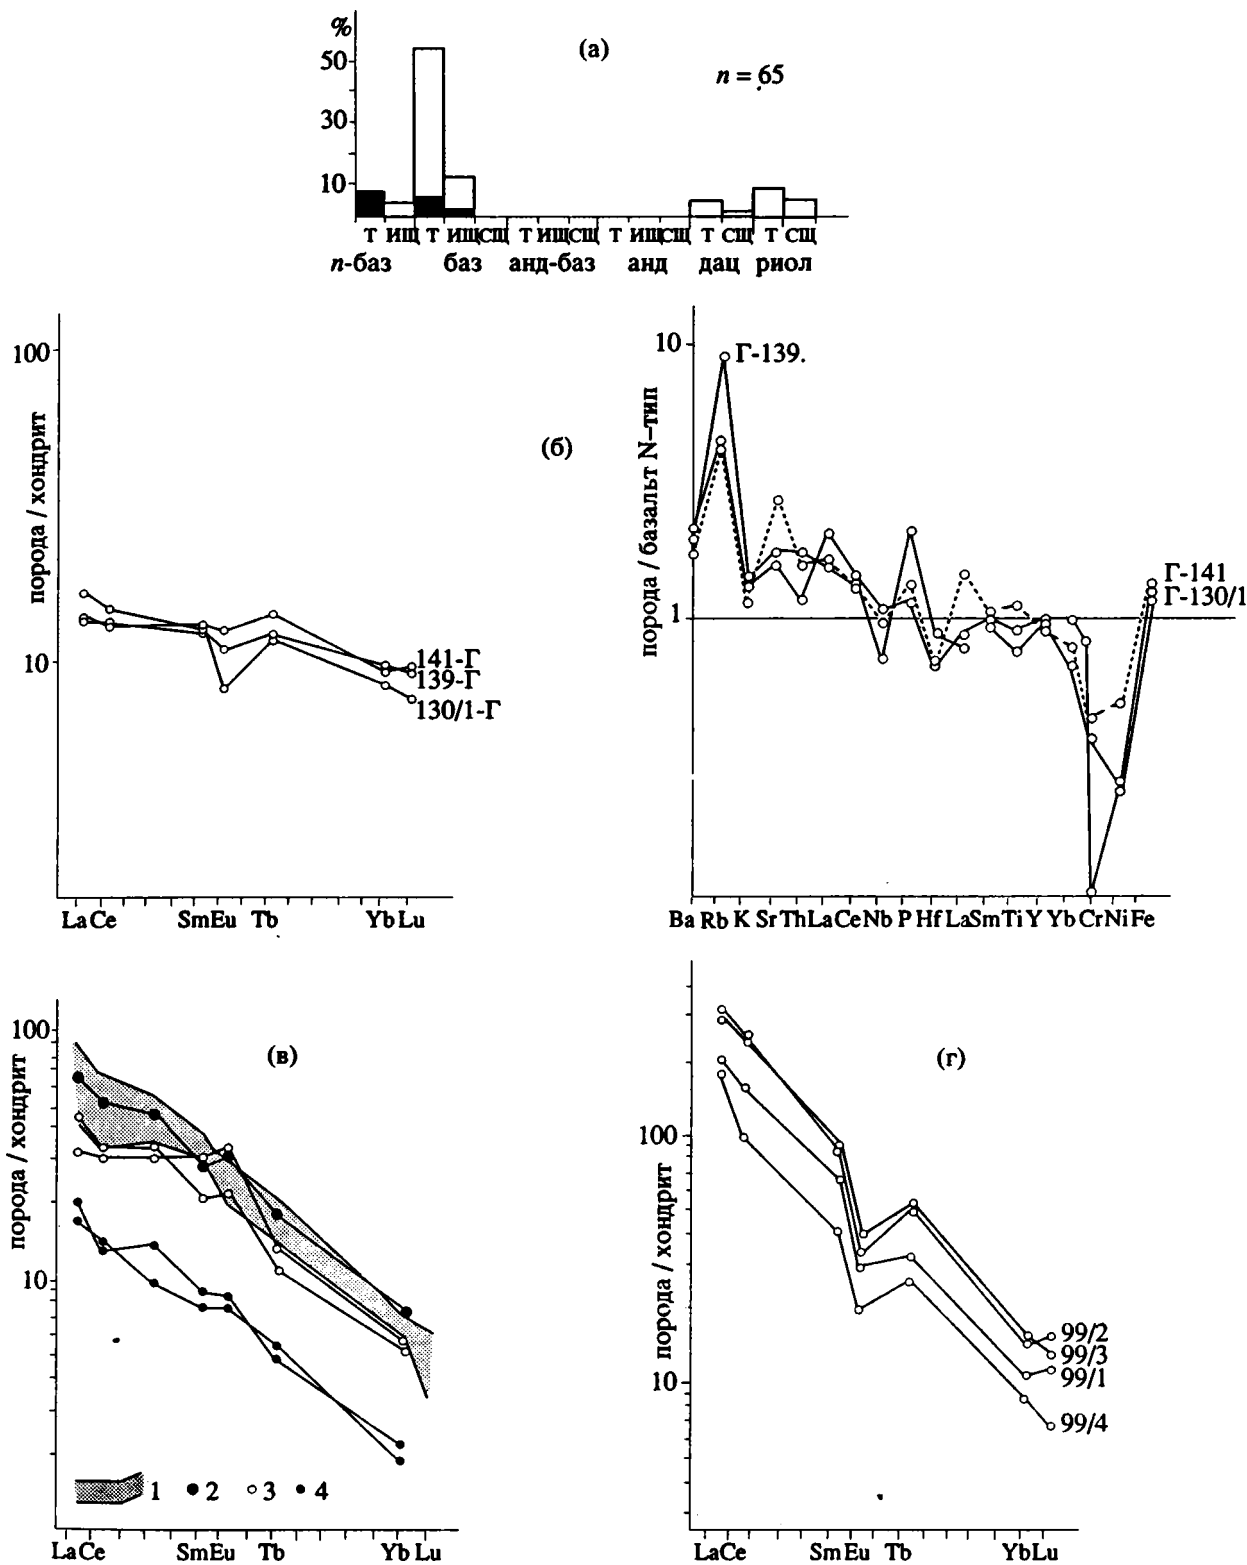 %
(а)
50
n = 65
30
10
т ищ т ищ сщ т ищ сщ т ищ сщ т сщ т сщ
п-баз баз анд-баз анд дац риол
100
порода / хондрит
10
141-Г
139-Г
130/1-Г
La Ce Sm Eu Tb Yb Lu
(б)
10
Г-139.
порода / базальт N–тип
Г-141
Г-130/1
1
Ba Rb K Sr Th La Ce Nb P Hf La Sm Ti Y Yb Cr Ni Fe
100
(в)
порода / хондрит
10
1 2 3 4
La Ce Sm Eu Tb Yb Lu
(г)
100
порода / хондрит
99/2
99/3
10
99/1
99/4
La Ce Sm Eu Tb Yb Lu